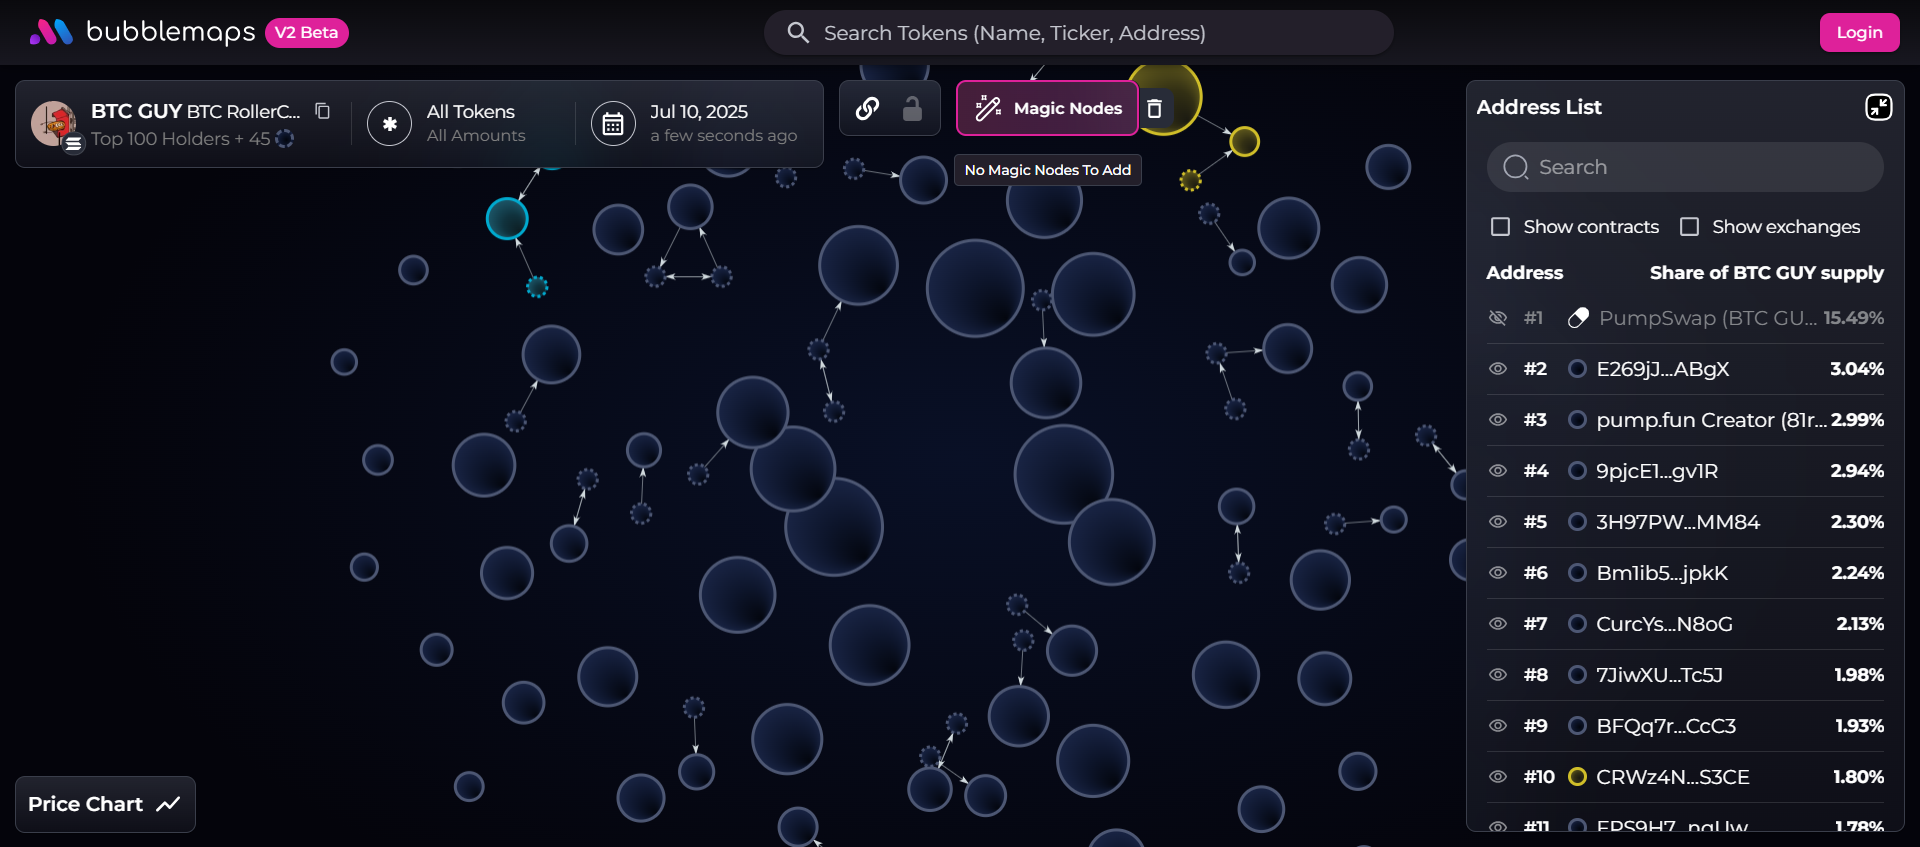 bubblemaps V2 Beta
Search Tokens (Name, Ticker, Address)
Login
BTC GUY BTC RollerC...
Top 100 Holders + 45
All Tokens
All Amounts
Jul 10, 2025
a few seconds ago
Magic Nodes
No Magic Nodes To Add
Address List
Search
Show contracts
Show exchanges
Address Share of BTC GUY supply
#1 PumpSwap (BTC GU... 15.49%
#2 E269jJ...ABgX 3.04%
#3 pump.fun Creator (81r... 2.99%
#4 9pjcE1...gv1R 2.94%
#5 3H97PW...MM84 2.30%
#6 Bm1ib5...jpkK 2.24%
#7 CurcYs...N8oG 2.13%
#8 7JiwXU...Tc5J 1.98%
#9 BFQq7r...CcC3 1.93%
#10 CRWz4N...S3CE 1.80%
#11 1.78%
Price Chart